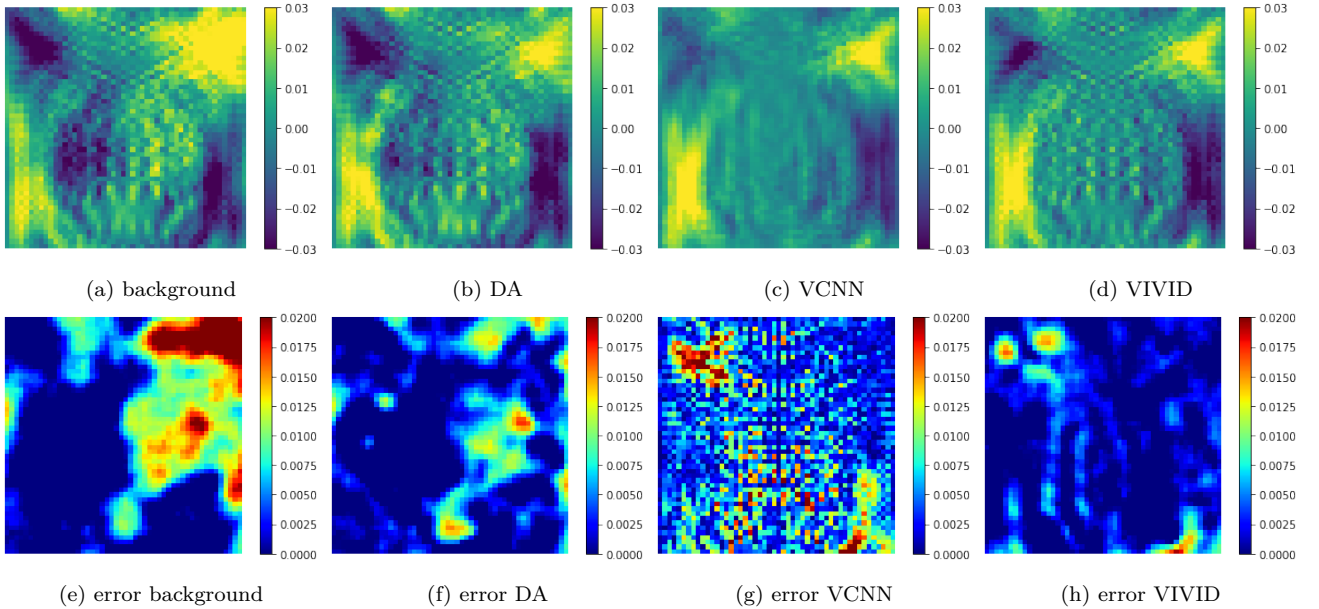 0.03 0.03 0.03 0.03
0.02 0.02 0.02 0.02
0.01 0.01 0.01 0.01
0.00 0.00 0.00 0.00
−0.01 −0.01 −0.01 −0.01
−0.02 −0.02 −0.02 −0.02
−0.03 −0.03 −0.03 −0.03
(a) background (b) DA (c) VCNN (d) VIVID
0.0200 0.0200 0.0200 0.0200
0.0175 0.0175 0.0175 0.0175
0.0150 0.0150 0.0150 0.0150
0.0125 0.0125 0.0125 0.0125
0.0100 0.0100 0.0100 0.0100
0.0075 0.0075 0.0075 0.0075
0.0050 0.0050 0.0050 0.0050
0.0025 0.0025 0.0025 0.0025
0.0000 0.0000 0.0000 0.0000
(e) error background (f) error DA (g) error VCNN (h) error VIVID